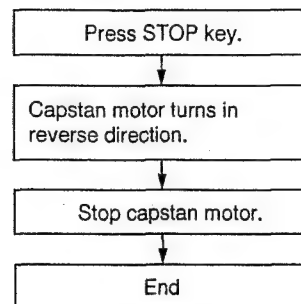 Press STOP key.
Capstan motor turns in
reverse direction.
Stop capstan motor.
End